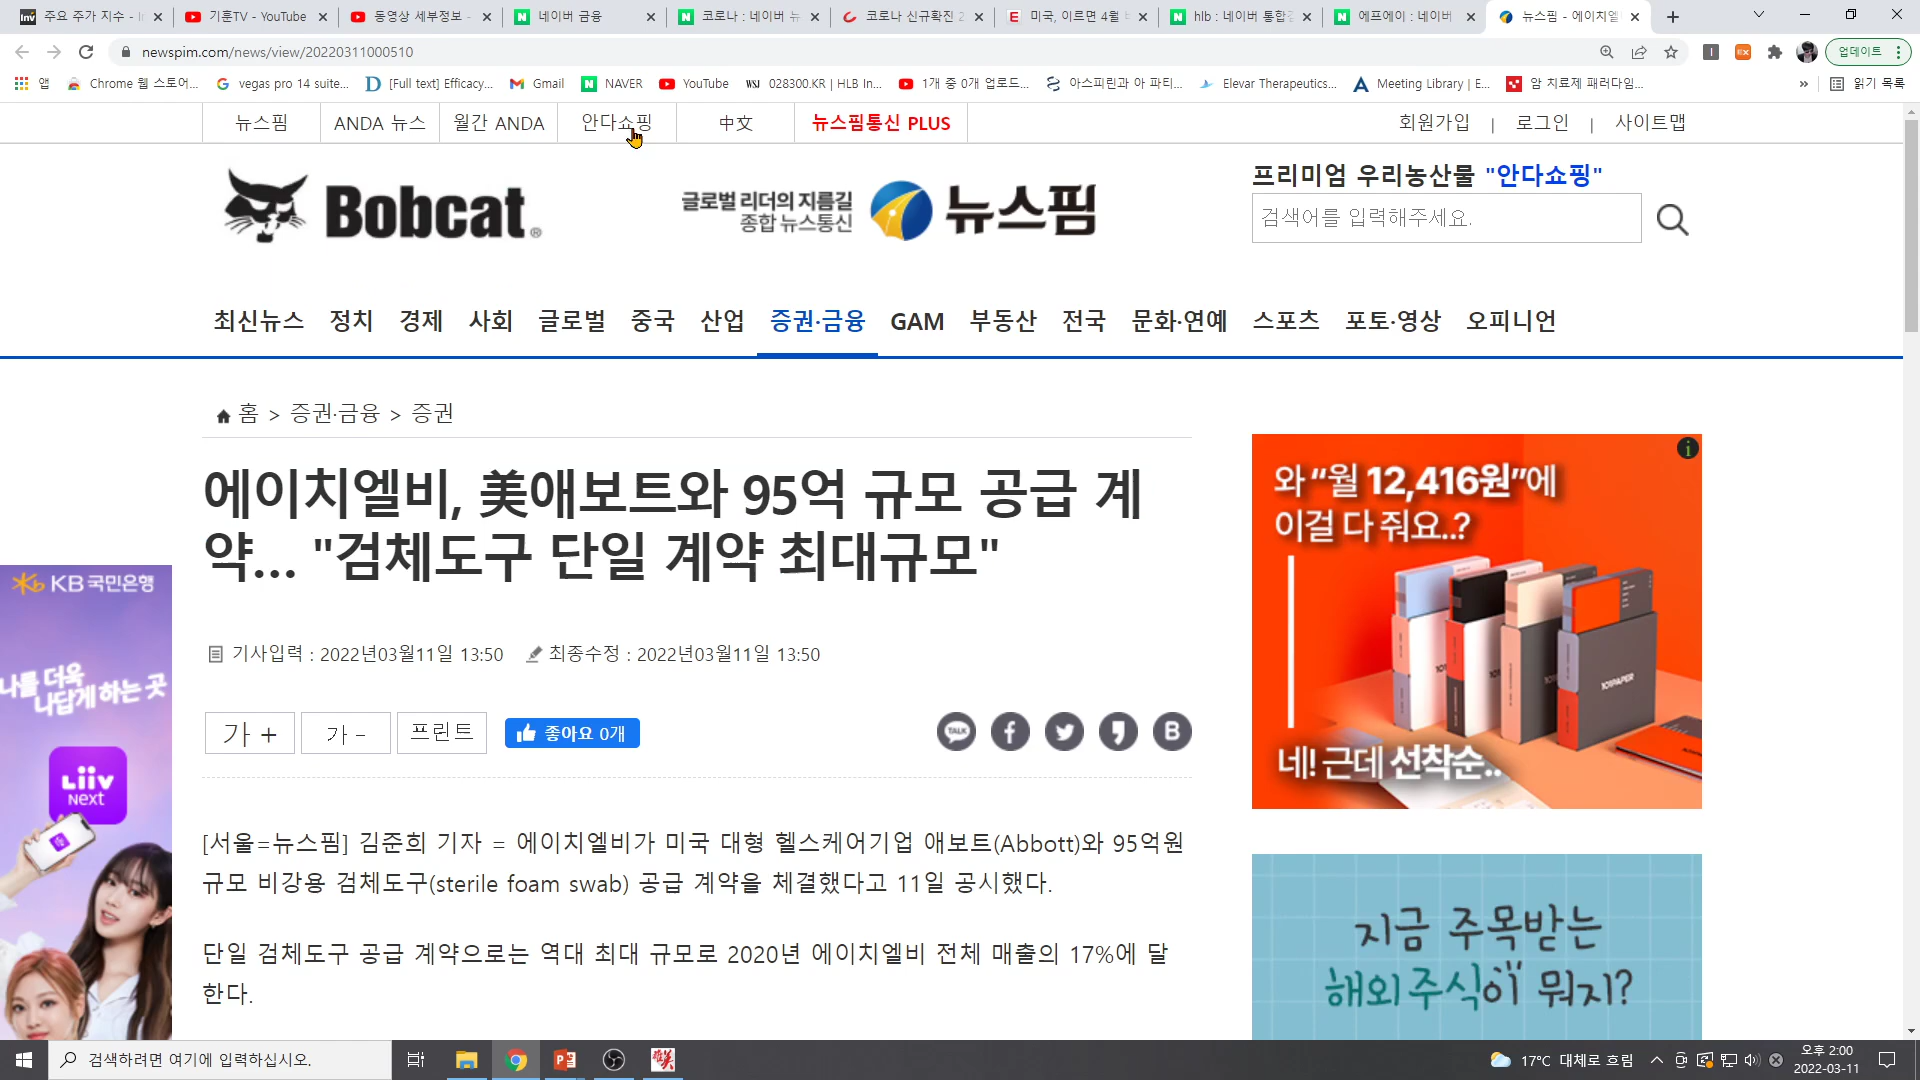 주요 주가 지수 -
기훈TV - YouTube
동영상 세부정보 -
네이버 금융
코로나 : 네이버 뉴
코로나 신규확진 2
미국, 이르면 4월
hlb : 네이버 통합검
에프에이 : 네이버
뉴스핌 - 에이치엘
newspim.com/news/view/20220311000510
업데이트
앱
Chrome 웹 스토어...
vegas pro 14 suite...
[Full text] Efficacy...
Gmail
NAVER
YouTube
WSJ 028300.KR | HLB In...
1개 중 0개 업로드...
아스피린과 아 파티...
Elevar Therapeutics...
Meeting Library | E...
암 치료제 패러다임...
»
읽기 목록
뉴스핌 ANDA 뉴스 월간 ANDA 안다쇼핑 中文 뉴스핌통신 PLUS
회원가입 | 로그인 | 사이트맵
Bobcat®
글로벌 리더의 지름길
종합 뉴스통신
뉴스핌
프리미엄 우리농산물 "안다쇼핑"
검색어를 입력해주세요.
최신뉴스 정치 경제 사회 글로벌 중국 산업 증권·금융 GAM 부동산 전국 문화·연예 스포츠 포토·영상 오피니언
홈 > 증권·금융 > 증권
에이치엘비, 美애보트와 95억 규모 공급 계
약... "검체도구 단일 계약 최대규모"
기사입력 : 2022년03월11일 13:50 최종수정 : 2022년03월11일 13:50
가 + 가 - 프린트 좋아요 0개
TALK
B
[서울=뉴스핌] 김준희 기자 = 에이치엘비가 미국 대형 헬스케어기업 애보트(Abbott)와 95억원
규모 비강용 검체도구(sterile foam swab) 공급 계약을 체결했다고 11일 공시했다.
단일 검체도구 공급 계약으로는 역대 최대 규모로 2020년 에이치엘비 전체 매출의 17%에 달
한다.
KB국민은행
나를 더욱
나답게 하는 곳
Liiv
NEXT
와 “월 12,416원”에
이걸 다 줘요..?
101PAPER
네! 근데 선착순..
지금 주목받는
해외주식이 뭐지?
검색하려면 여기에 입력하십시오.
17°C 대체로 흐림
오후 2:00
2022-03-11